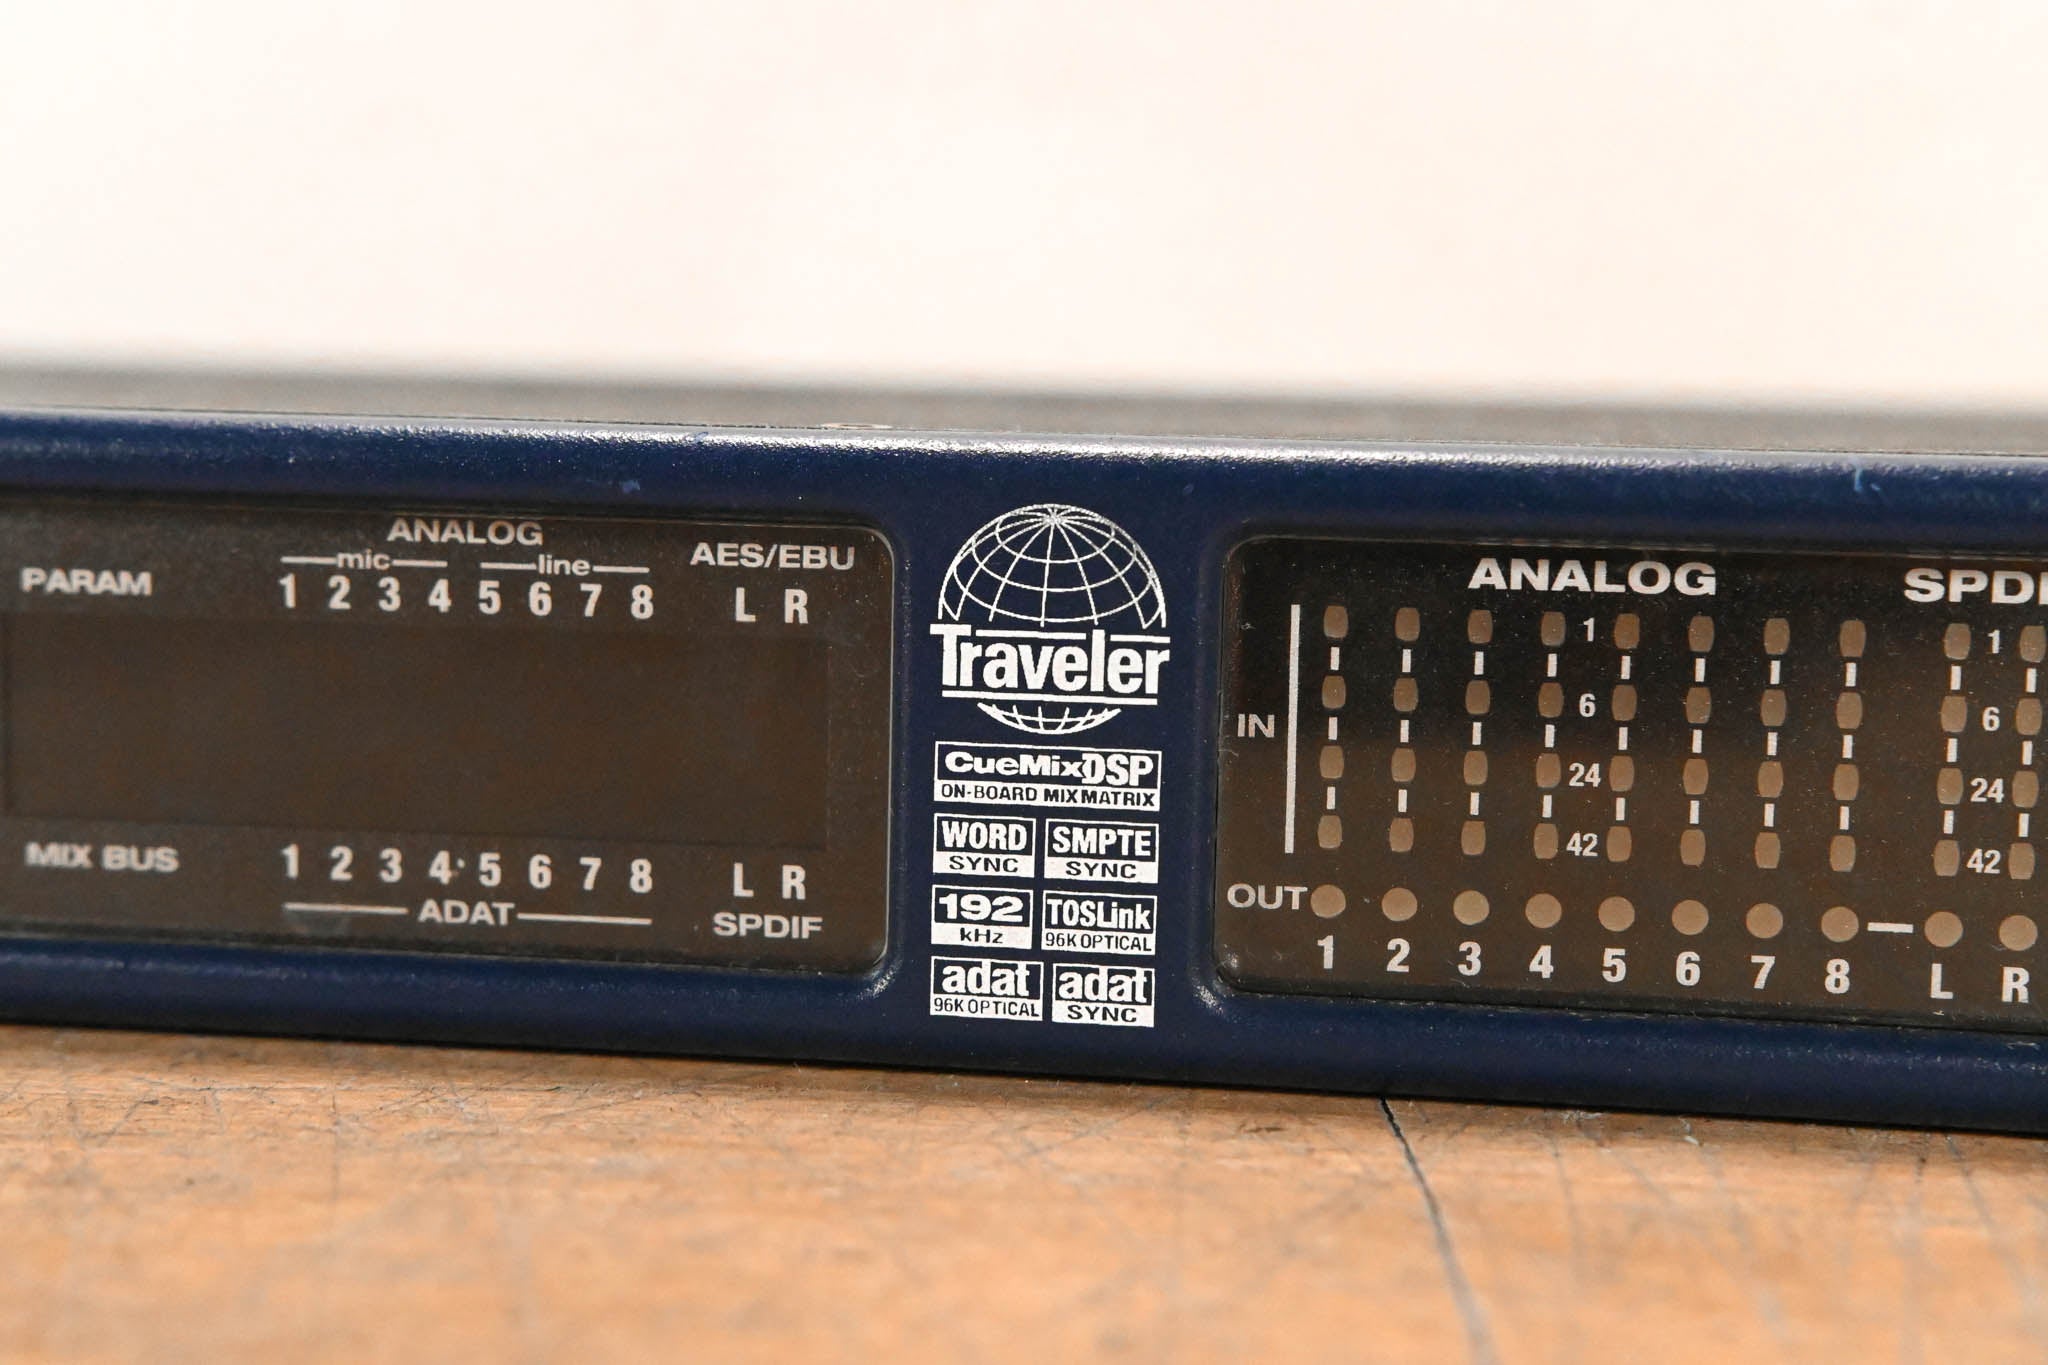 ANALOG
mic line
AES/EBU
PARAM
1 2 3 4 5 6 7 8 L R
MIX BUS
1 2 3 4 5 6 7 8 L R
ADAT
SPDIF
Traveler
CueMixDSP
ON-BOARD MIX MATRIX
WORD SMPTE
SYNC SYNC
192 TOSLink
kHz 96K OPTICAL
adat adat
96K OPTICAL SYNC
ANALOG SPDI
1 1
IN 6 6
24 24
42 42
OUT
1 2 3 4 5 6 7 8 L R